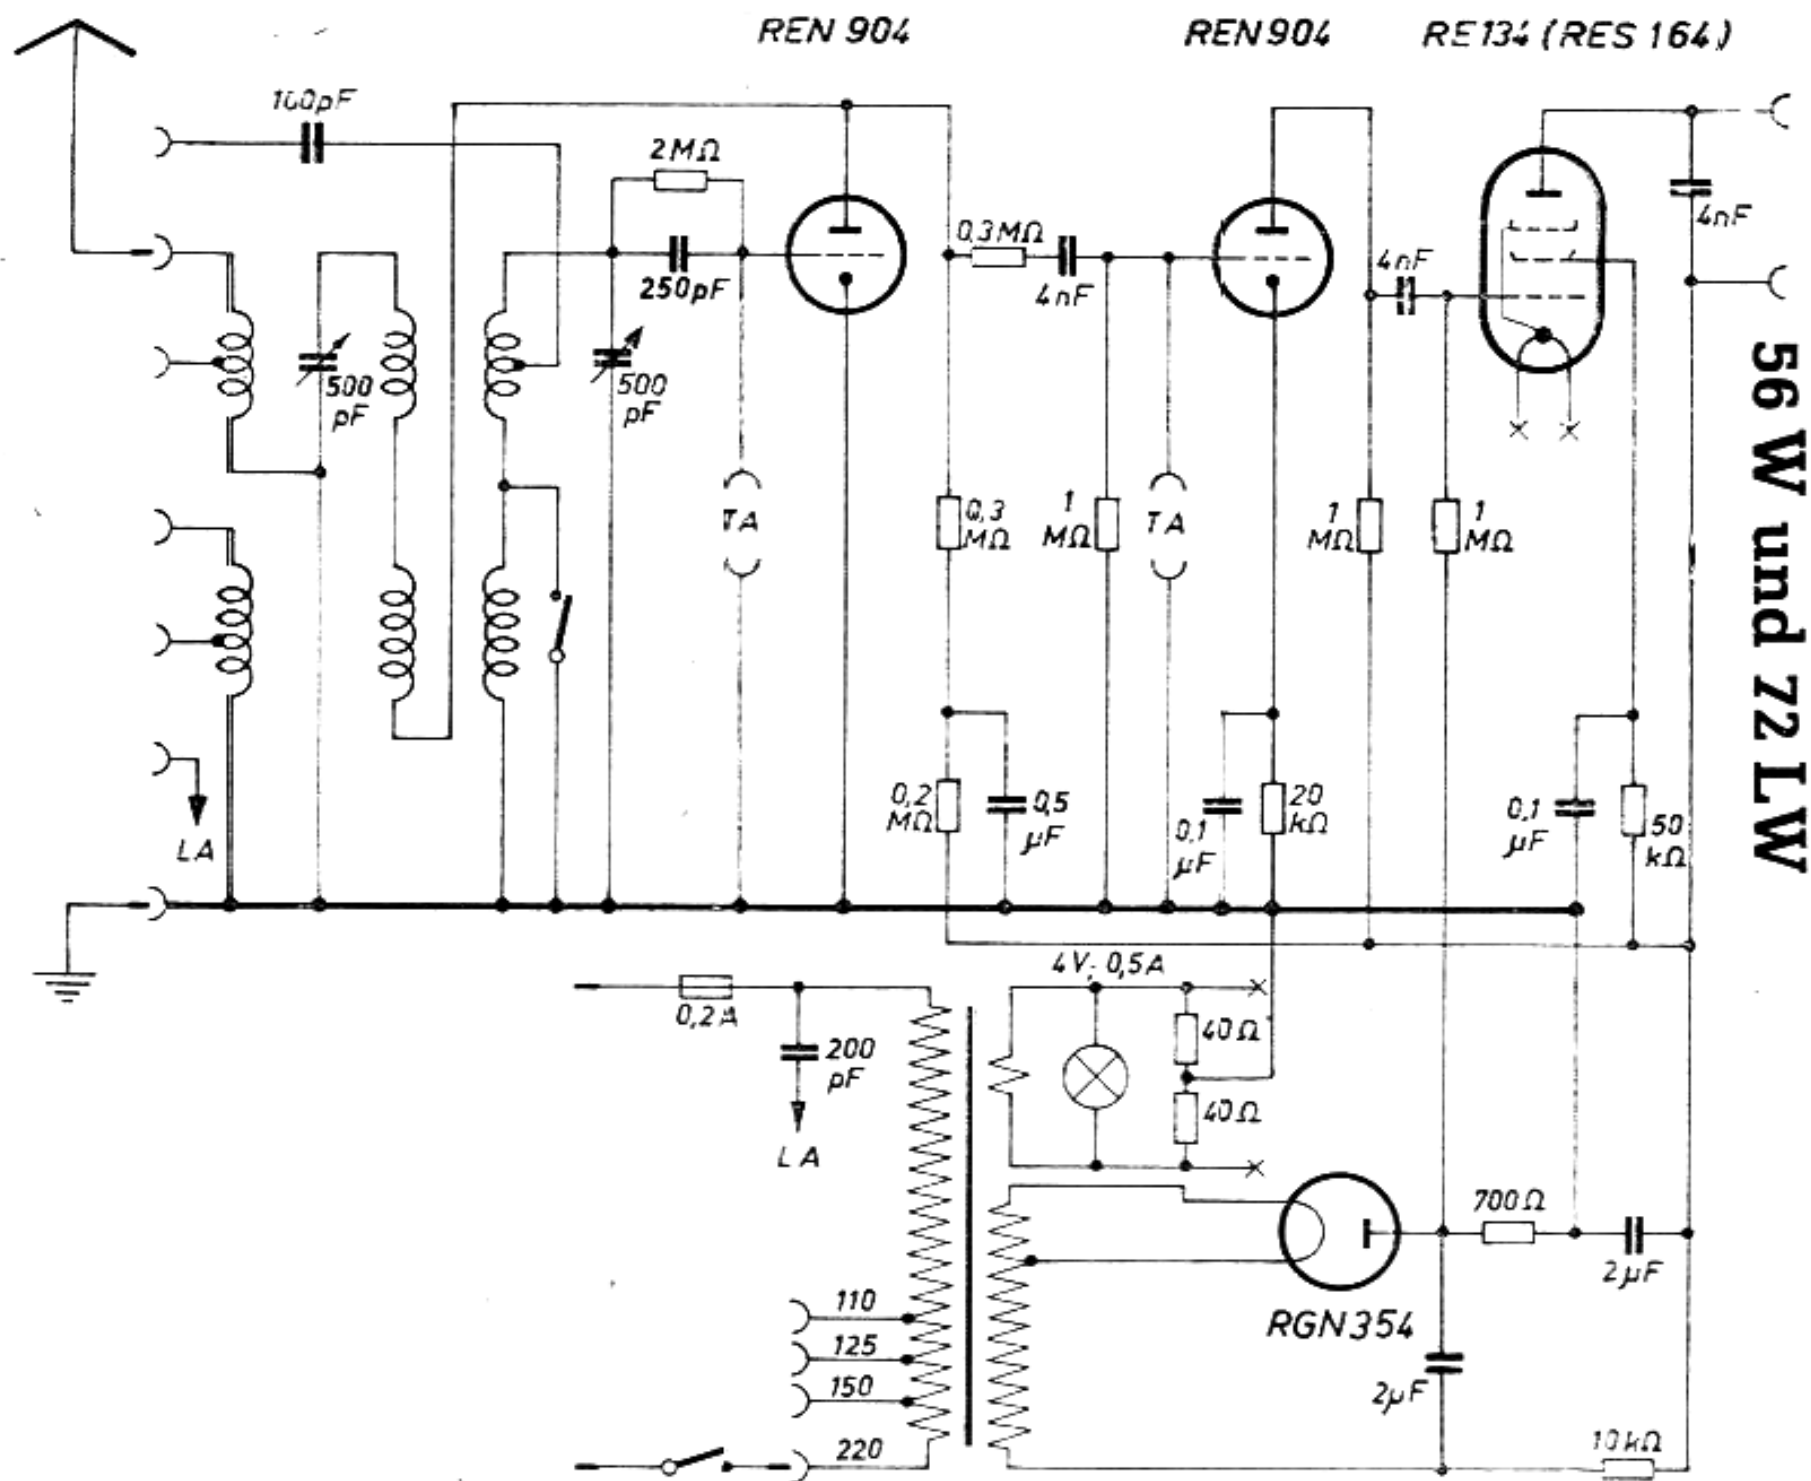 REN 904
REN 904
RE 134 (RES 164)
100pF
2MΩ
250pF
0,3MΩ
4nF
4nF
4nF
500
pF
500
pF
TA
0,3
MΩ
1
MΩ
TA
1
MΩ
1
MΩ
56 W und 72 LW
LA
0,2
MΩ
0,5
µF
0,1
µF
20
kΩ
0,1
µF
50
kΩ
4V; 0,5A
0,2A
200
pF
LA
40Ω
40Ω
700Ω
2µF
RGN354
110
125
150
220
2µF
10kΩ